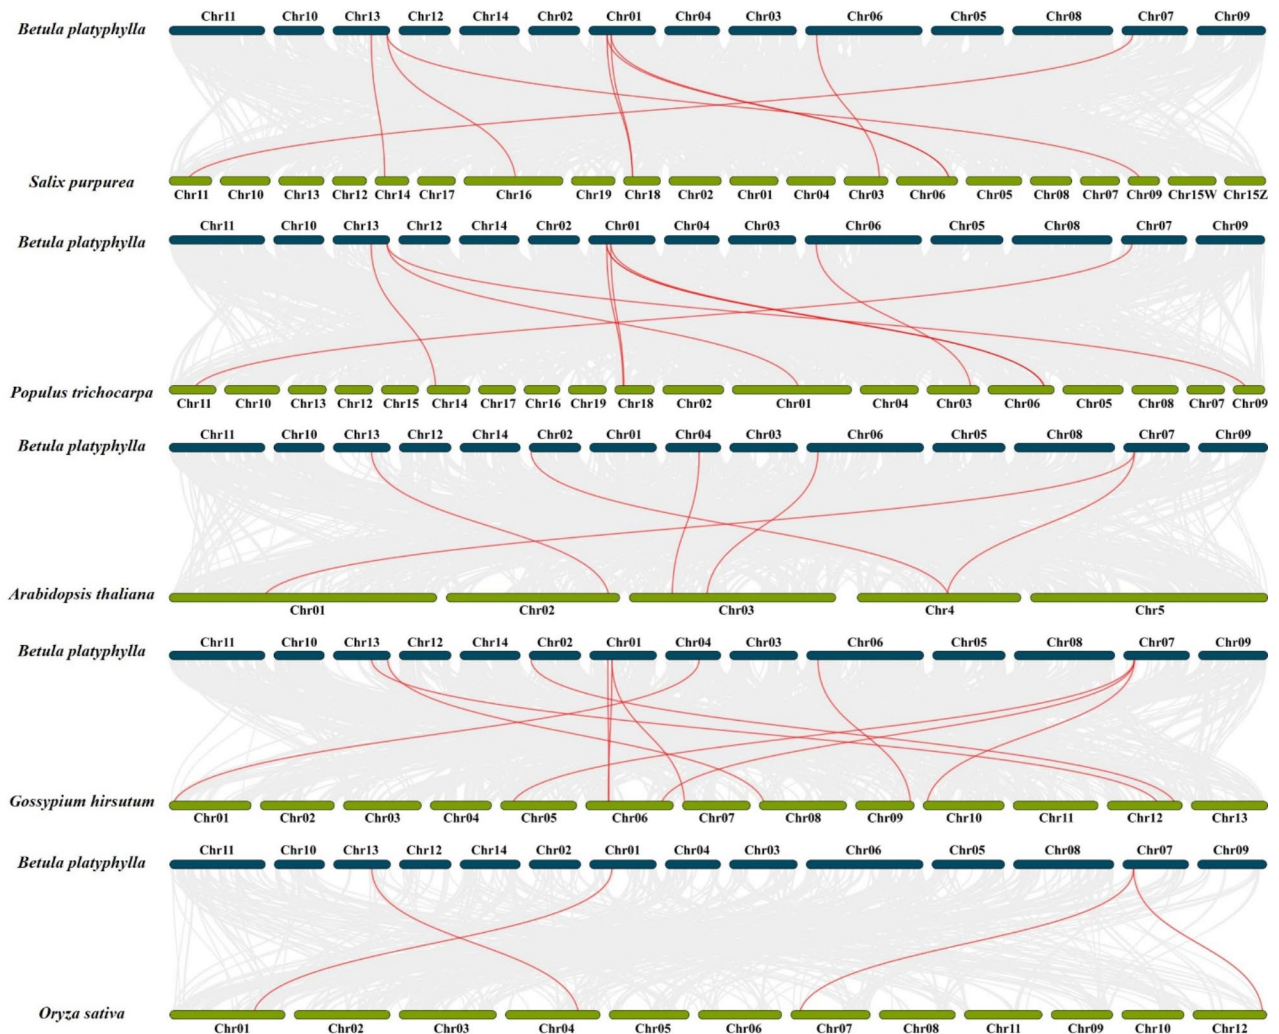 Chr11 Chr10 Chr13 Chr12 Chr14 Chr02 Chr01 Chr04 Chr03 Chr06 Chr05 Chr08 Chr07 Chr09
Betula platyphylla
Salix purpurea
Chr11 Chr10 Chr13 Chr12 Chr14 Chr17 Chr16 Chr19 Chr18 Chr02 Chr01 Chr04 Chr03 Chr06 Chr05 Chr08 Chr07 Chr09 Chr15W Chr15Z
Chr11 Chr10 Chr13 Chr12 Chr14 Chr02 Chr01 Chr04 Chr03 Chr06 Chr05 Chr08 Chr07 Chr09
Betula platyphylla
Populus trichocarpa
Chr11 Chr10 Chr13 Chr12 Chr15 Chr14 Chr17 Chr16 Chr19 Chr18 Chr02 Chr01 Chr04 Chr03 Chr06 Chr05 Chr08 Chr07 Chr09
Chr11 Chr10 Chr13 Chr12 Chr14 Chr02 Chr01 Chr04 Chr03 Chr06 Chr05 Chr08 Chr07 Chr09
Betula platyphylla
Arabidopsis thaliana
Chr01 Chr02 Chr03 Chr4 Chr5
Chr11 Chr10 Chr13 Chr12 Chr14 Chr02 Chr01 Chr04 Chr03 Chr06 Chr05 Chr08 Chr07 Chr09
Betula platyphylla
Gossypium hirsutum
Chr01 Chr02 Chr03 Chr04 Chr05 Chr06 Chr07 Chr08 Chr09 Chr10 Chr11 Chr12 Chr13
Chr11 Chr10 Chr13 Chr12 Chr14 Chr02 Chr01 Chr04 Chr03 Chr06 Chr05 Chr08 Chr07 Chr09
Betula platyphylla
Oryza sativa
Chr01 Chr02 Chr03 Chr04 Chr05 Chr06 Chr07 Chr08 Chr11 Chr09 Chr10 Chr12